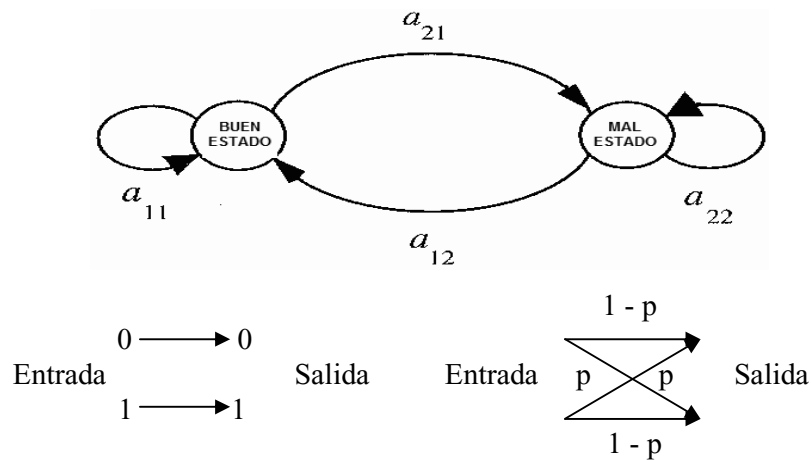 a₂₁
BUEN
ESTADO
MAL
ESTADO
a₁₁
a₁₂
a₂₂
1 - p
0 0
Entrada Salida Entrada p p Salida
1 1
1 - p